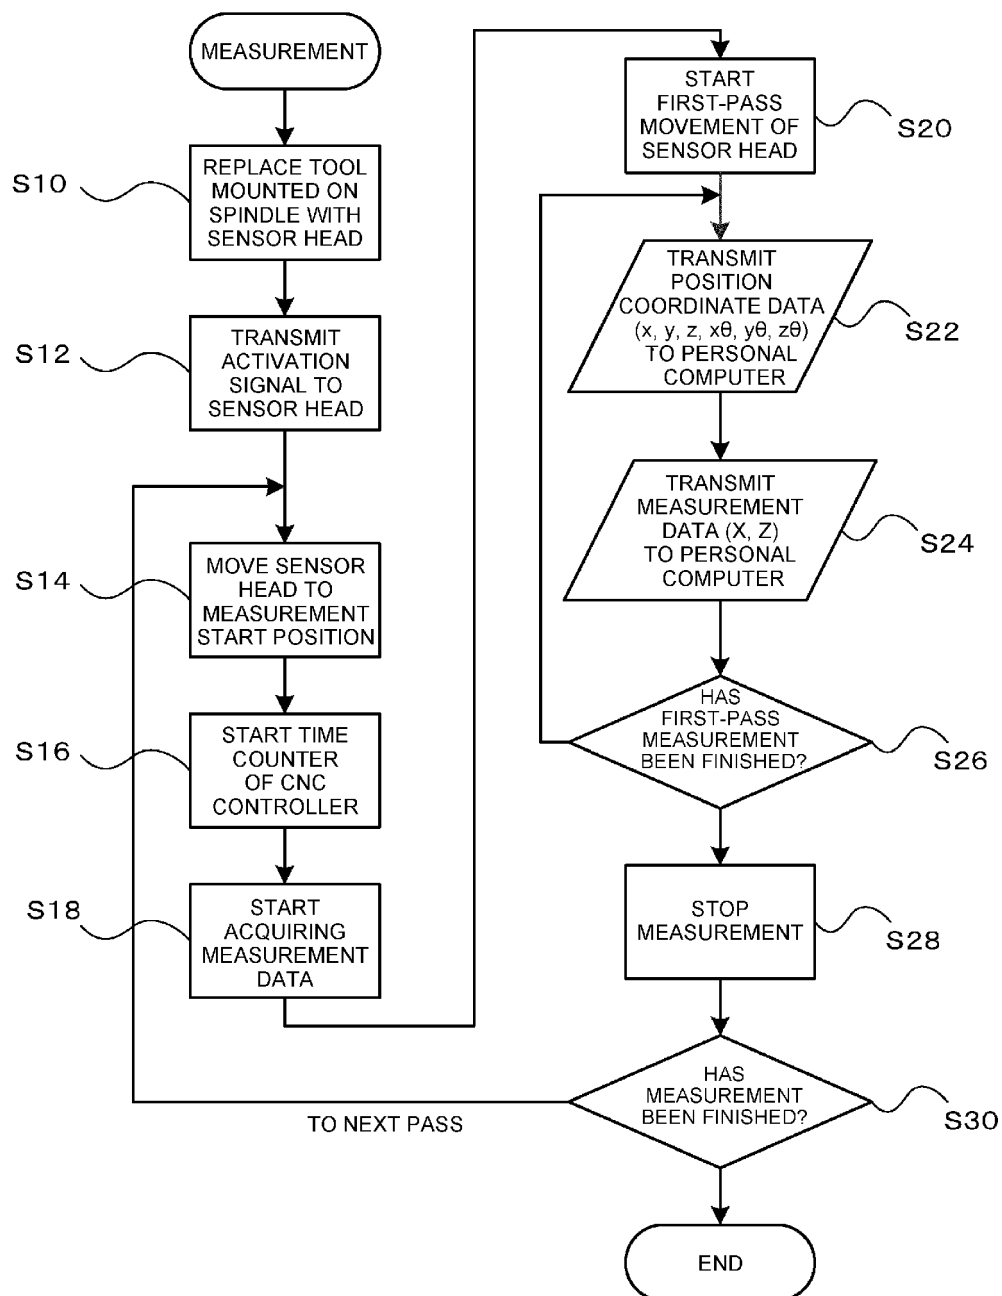 MEASUREMENT
S10
REPLACE TOOL
MOUNTED ON
SPINDLE WITH
SENSOR HEAD
S12
TRANSMIT
ACTIVATION
SIGNAL TO
SENSOR HEAD
S14
MOVE SENSOR
HEAD TO
MEASUREMENT
START POSITION
S16
START TIME
COUNTER
OF CNC
CONTROLLER
S18
START
ACQUIRING
MEASUREMENT
DATA
START
FIRST-PASS
MOVEMENT OF
SENSOR HEAD
S20
TRANSMIT
POSITION
COORDINATE DATA
(x, y, z, xθ, yθ, zθ)
TO PERSONAL
COMPUTER
S22
TRANSMIT
MEASUREMENT
DATA (X, Z)
TO PERSONAL
COMPUTER
S24
HAS
FIRST-PASS
MEASUREMENT
BEEN FINISHED?
S26
STOP
MEASUREMENT
S28
HAS
MEASUREMENT
BEEN FINISHED?
S30
TO NEXT PASS
END